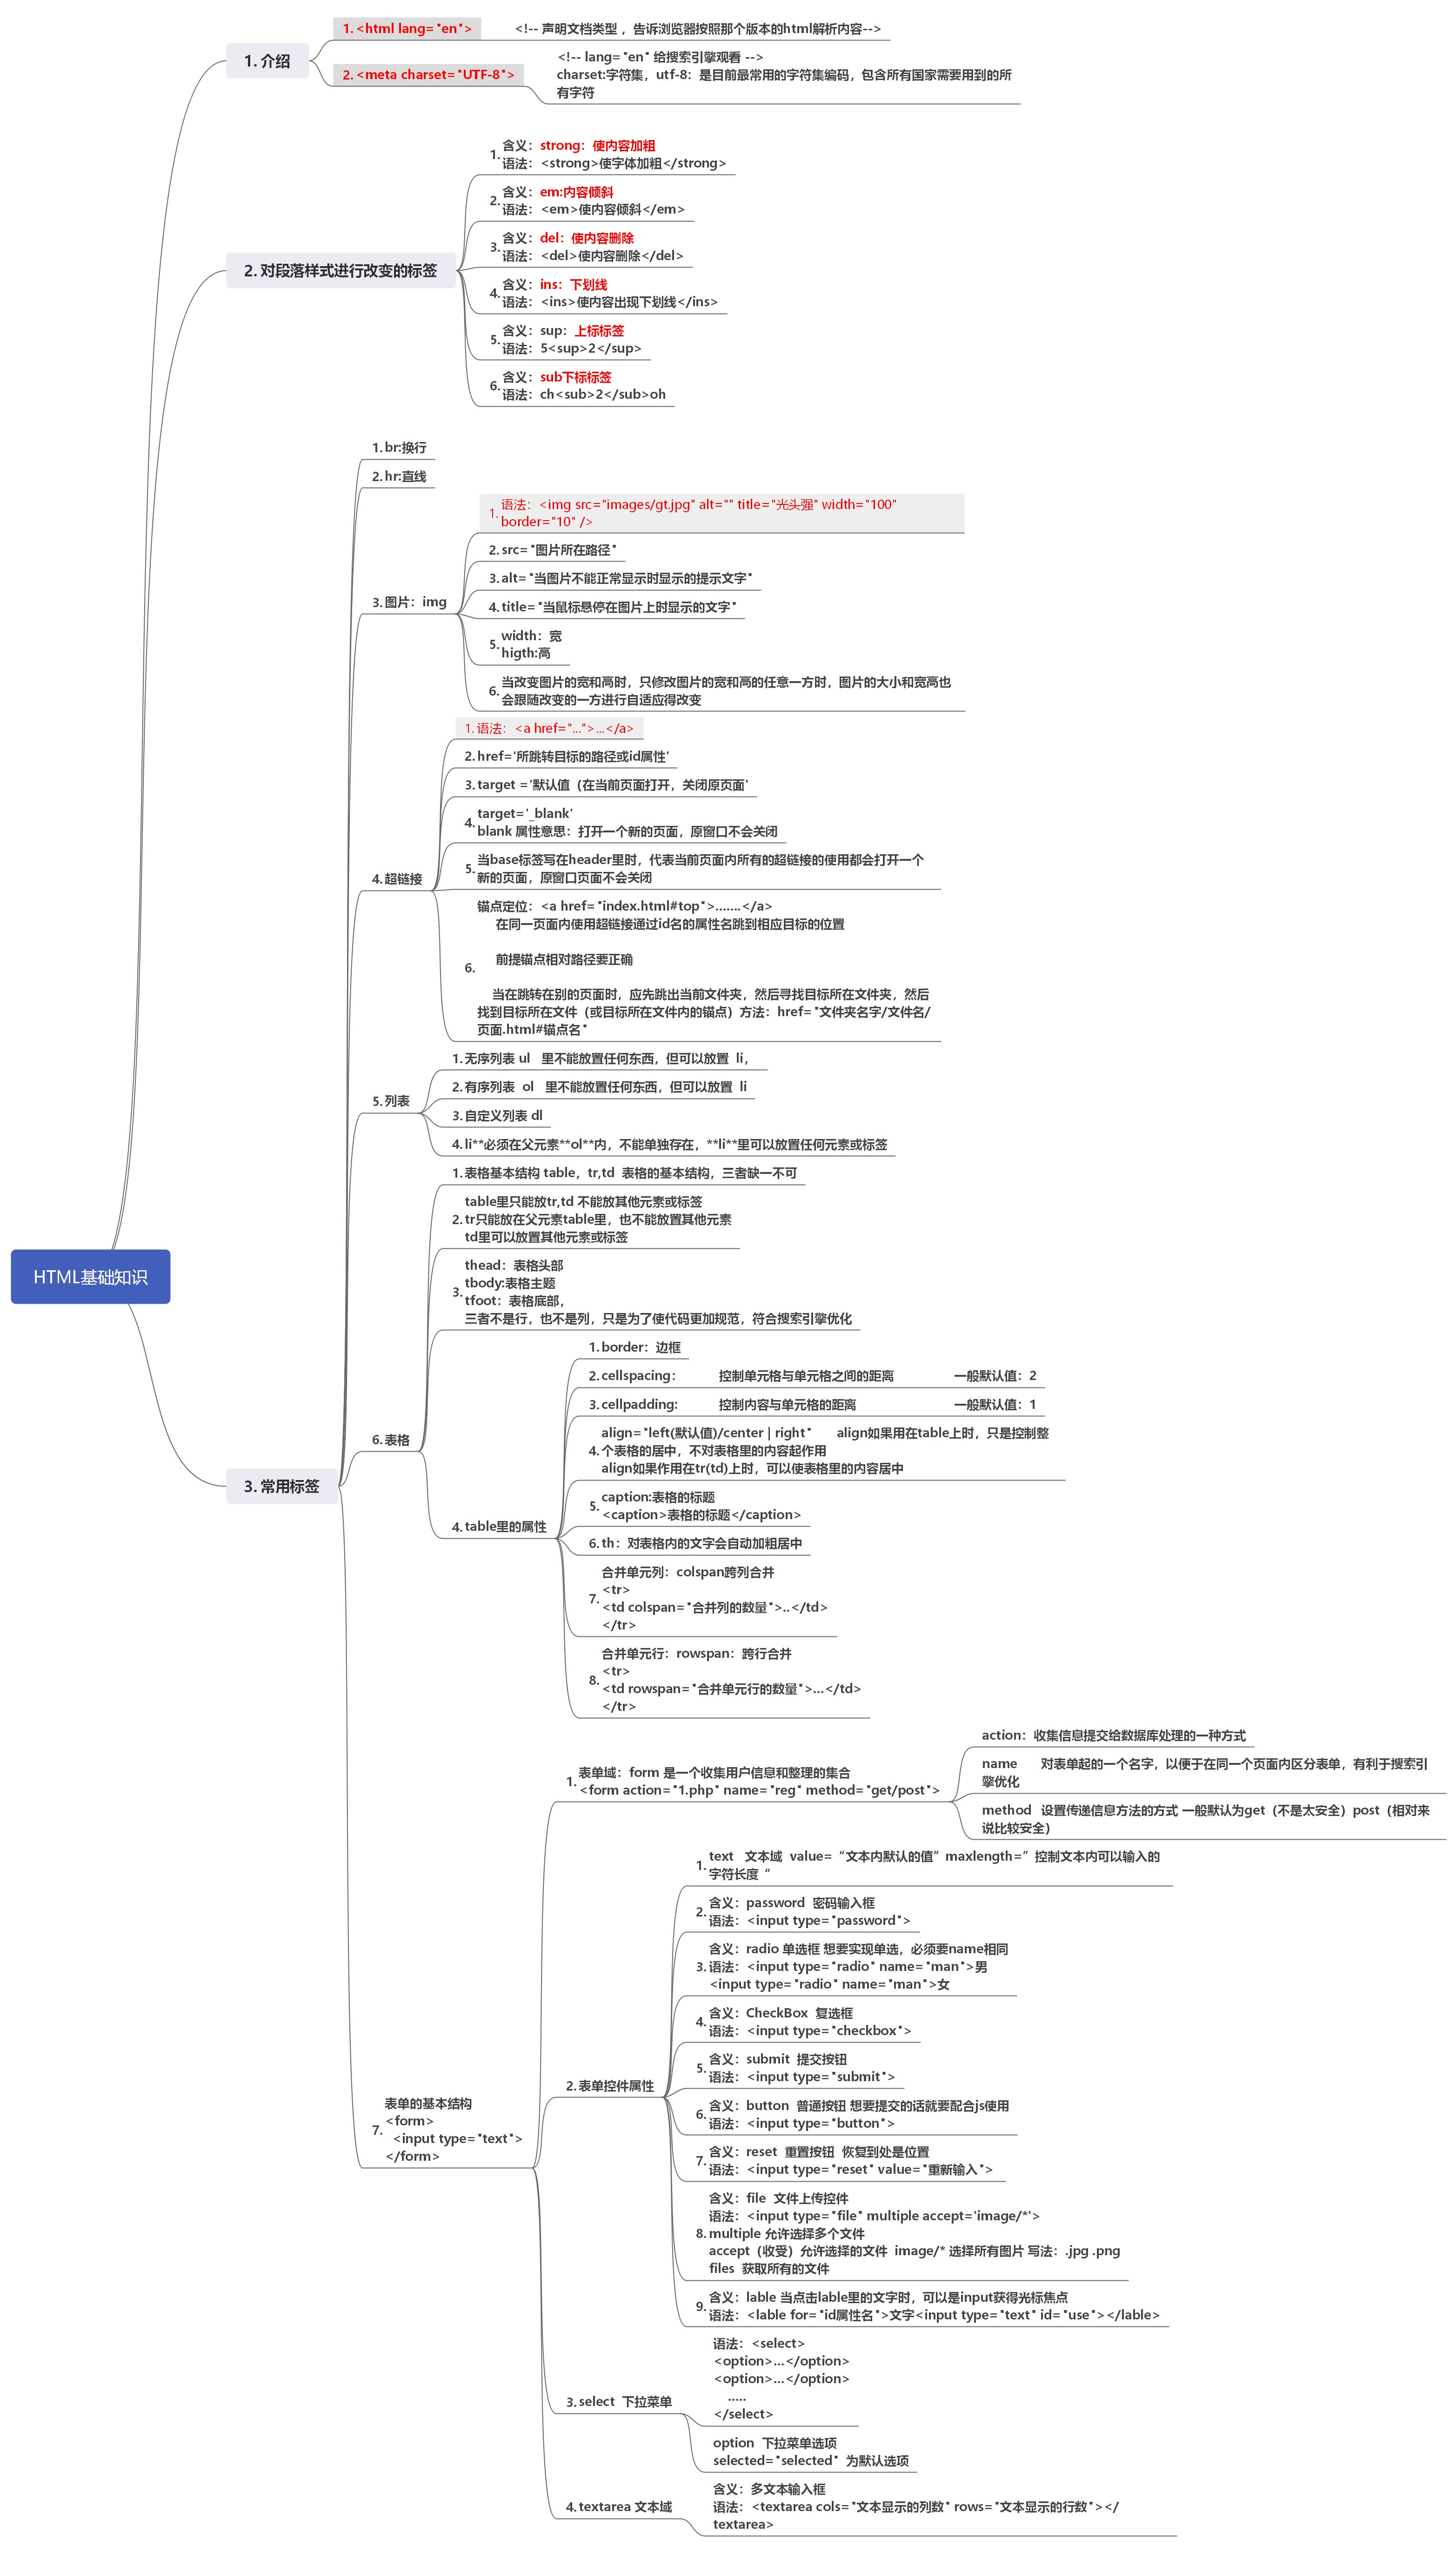 HTML基础知识
1. 介绍
1. <html lang="en">
<!-- 声明文档类型 ，告诉浏览器按照那个版本的html解析内容-->
2. <meta charset="UTF-8">
<!-- lang="en" 给搜索引擎观看 -->
charset:字符集，utf-8：是目前最常用的字符集编码，包含所有国家需要用到的所
有字符
2. 对段落样式进行改变的标签
1. 含义：strong：使内容加粗
语法：<strong>使字体加粗</strong>
2. 含义：em:内容倾斜
语法：<em>使内容倾斜</em>
3. 含义：del：使内容删除
语法：<del>使内容删除</del>
4. 含义：ins：下划线
语法：<ins>使内容出现下划线</ins>
5. 含义：sup：上标标签
语法：5<sup>2</sup>
6. 含义：sub下标标签
语法：ch<sub>2</sub>oh
3. 常用标签
1. br:换行
2. hr:直线
3. 图片：img
1. 语法：<img src="images/gt.jpg" alt="" title="光头强" width="100"
border="10" />
2. src="图片所在路径"
3. alt="当图片不能正常显示时显示的提示文字"
4. title="当鼠标悬停在图片上时显示的文字"
5. width：宽
higth:高
6. 当改变图片的宽和高时，只修改图片的宽和高的任意一方时，图片的大小和宽高也
会跟随改变的一方进行自适应得改变
4. 超链接
1. 语法：<a href="...">...</a>
2. href='所跳转目标的路径或id属性'
3. target ='默认值（在当前页面打开，关闭原页面'
4. target='_blank'
blank 属性意思：打开一个新的页面，原窗口不会关闭
5. 当base标签写在header里时，代表当前页面内所有的超链接的使用都会打开一个
新的页面，原窗口页面不会关闭
6. 锚点定位：<a href="index.html#top">.......</a>
在同一页面内使用超链接通过id名的属性名跳到相应目标的位置
前提锚点相对路径要正确
当在跳转在别的页面时，应先跳出当前文件夹，然后寻找目标所在文件夹，然后
找到目标所在文件（或目标所在文件内的锚点）方法：href="文件夹名字/文件名/
页面.html#锚点名"
5. 列表
1. 无序列表 ul 里不能放置任何东西，但可以放置 li，
2. 有序列表 ol 里不能放置任何东西，但可以放置 li
3. 自定义列表 dl
4. li**必须在父元素**ol**内，不能单独存在，**li**里可以放置任何元素或标签
6. 表格
1. 表格基本结构 table，tr,td 表格的基本结构，三者缺一不可
2. table里只能放tr,td 不能放其他元素或标签
tr只能放在父元素table里，也不能放置其他元素
td里可以放置其他元素或标签
3. thead：表格头部
tbody:表格主题
tfoot：表格底部，
三者不是行，也不是列，只是为了使代码更加规范，符合搜索引擎优化
4. table里的属性
1. border：边框
2. cellspacing： 控制单元格与单元格之间的距离 一般默认值：2
3. cellpadding: 控制内容与单元格的距离 一般默认值：1
4. align="left(默认值)/center | right" align如果用在table上时，只是控制整
个表格的居中，不对表格里的内容起作用
align如果作用在tr(td)上时，可以使表格里的内容居中
5. caption:表格的标题
<caption>表格的标题</caption>
6. th：对表格内的文字会自动加粗居中
7. 合并单元列：colspan跨列合并
<tr>
<td colspan="合并列的数量">..</td>
</tr>
8. 合并单元行：rowspan：跨行合并
<tr>
<td rowspan="合并单元行的数量">...</td>
</tr>
7. 表单的基本结构
<form>
<input type="text">
</form>
1. 表单域：form 是一个收集用户信息和整理的集合
<form action="1.php" name="reg" method="get/post">
action：收集信息提交给数据库处理的一种方式
name 对表单起的一个名字，以便于在同一个页面内区分表单，有利于搜索引
擎优化
method 设置传递信息方法的方式 一般默认为get（不是太安全）post（相对来
说比较安全）
2. 表单控件属性
1. text 文本域 value=“文本内默认的值” maxlength=”控制文本内可以输入的
字符长度“
2. 含义：password 密码输入框
语法：<input type="password">
3. 含义：radio 单选框 想要实现单选，必须要name相同
语法：<input type="radio" name="man">男
<input type="radio" name="man">女
4. 含义：CheckBox 复选框
语法：<input type="checkbox">
5. 含义：submit 提交按钮
语法：<input type="submit">
6. 含义：button 普通按钮 想要提交的话就要配合js使用
语法：<input type="button">
7. 含义：reset 重置按钮 恢复到处是位置
语法：<input type="reset" value="重新输入">
8. 含义：file 文件上传控件
语法：<input type="file" multiple accept='image/*'>
multiple 允许选择多个文件
accept（收受）允许选择的文件 image/* 选择所有图片 写法：.jpg .png
files 获取所有的文件
9. 含义：lable 当点击lable里的文字时，可以是input获得光标焦点
语法：<lable for="id属性名">文字<input type="text" id="use"></lable>
3. select 下拉菜单
语法：<select>
<option>...</option>
<option>...</option>
.....
</select>
option 下拉菜单选项
selected="selected" 为默认选项
4. textarea 文本域
含义：多文本输入框
语法：<textarea cols="文本显示的列数" rows="文本显示的行数"></
textarea>